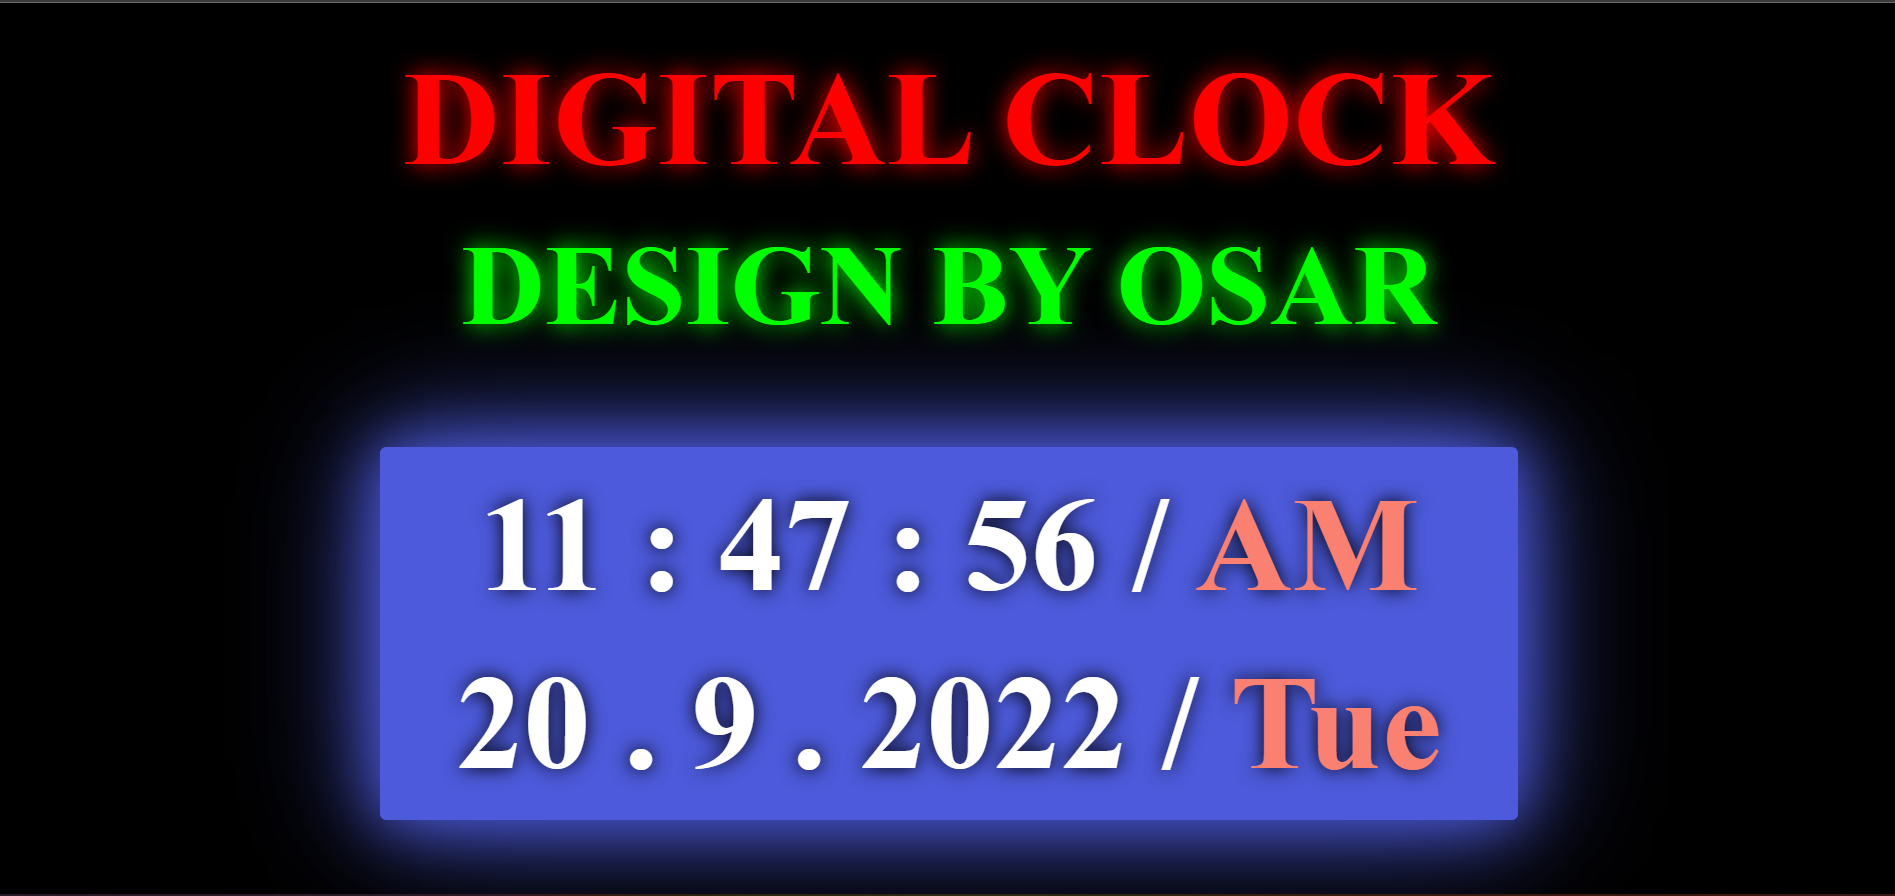 DIGITAL CLOCK
DESIGN BY OSAR
11 : 47 : 56 / AM
20 . 9 . 2022 / Tue